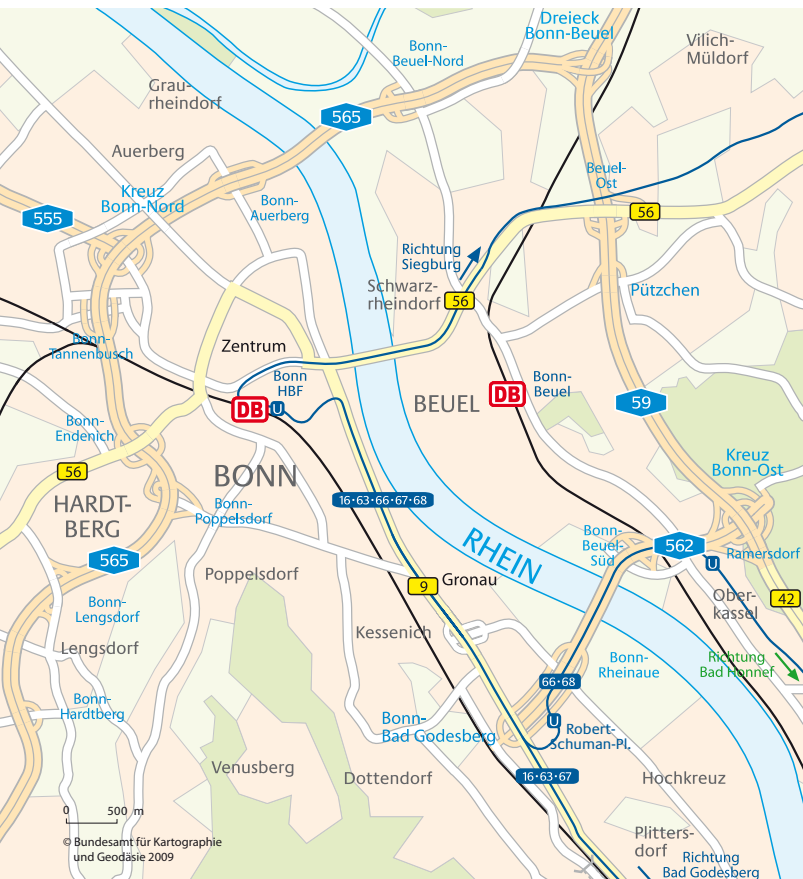 Dreieck
Bonn-Beuel
Bonn-
Beuel-Nord
Vilich-
Müldorf
Grau-
rheindorf
565
Auerberg
Kreuz
Bonn-Nord
555
Bonn-
Auerberg
Beuel-
Ost
56
Richtung
Siegburg
Schwarz-
rheindorf
56
Pützchen
Bonn-
Tannenbusch
Zentrum
Bonn
HBF
DB
U
BEUEL
DB
Bonn-
Beuel
59
Bonn-
Endenich
56
BONN
Kreuz
Bonn-Ost
HARDT-
BERG
16·63·66·67·68
Bonn-
Poppelsdorf
RHEIN
Bonn-
Beuel-
Süd
562
Ramersdorf
U
565
Poppelsdorf
9
Gronau
Ober-
kassel
42
Bonn-
Lengsdorf
Lengsdorf
Kessenich
Bonn-
Rheinaue
Richtung
Bad Honnef
66·68
Bonn-
Hardtberg
Bonn-
Bad Godesberg
U
Robert-
Schuman-Pl.
Venusberg
Dottendorf
16·63·67
Hochkreuz
0 500 m
Plitters-
dorf
© Bundesamt für Kartographie
und Geodäsie 2009
Richtung
Bad Godesberg